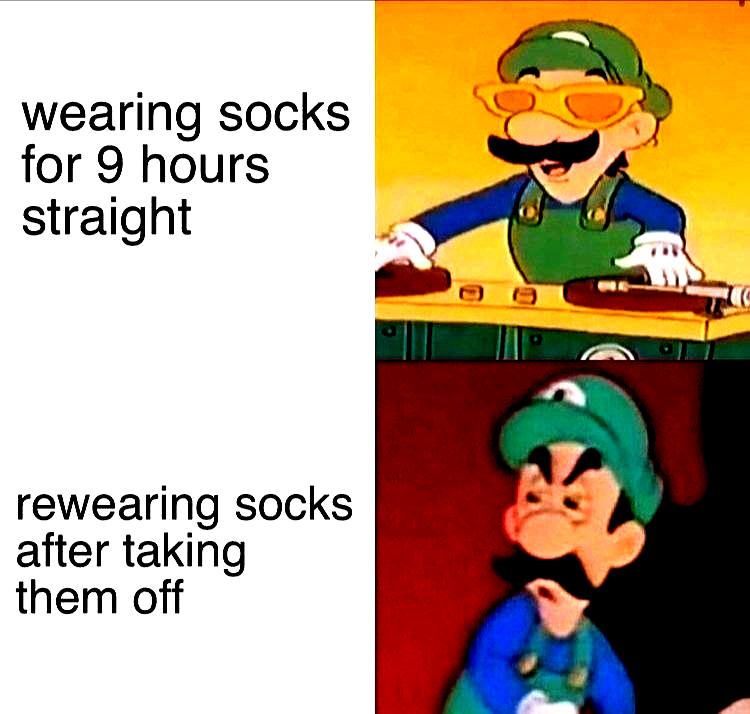 wearing socks
for 9 hours
straight
rewearing socks
after taking
them off